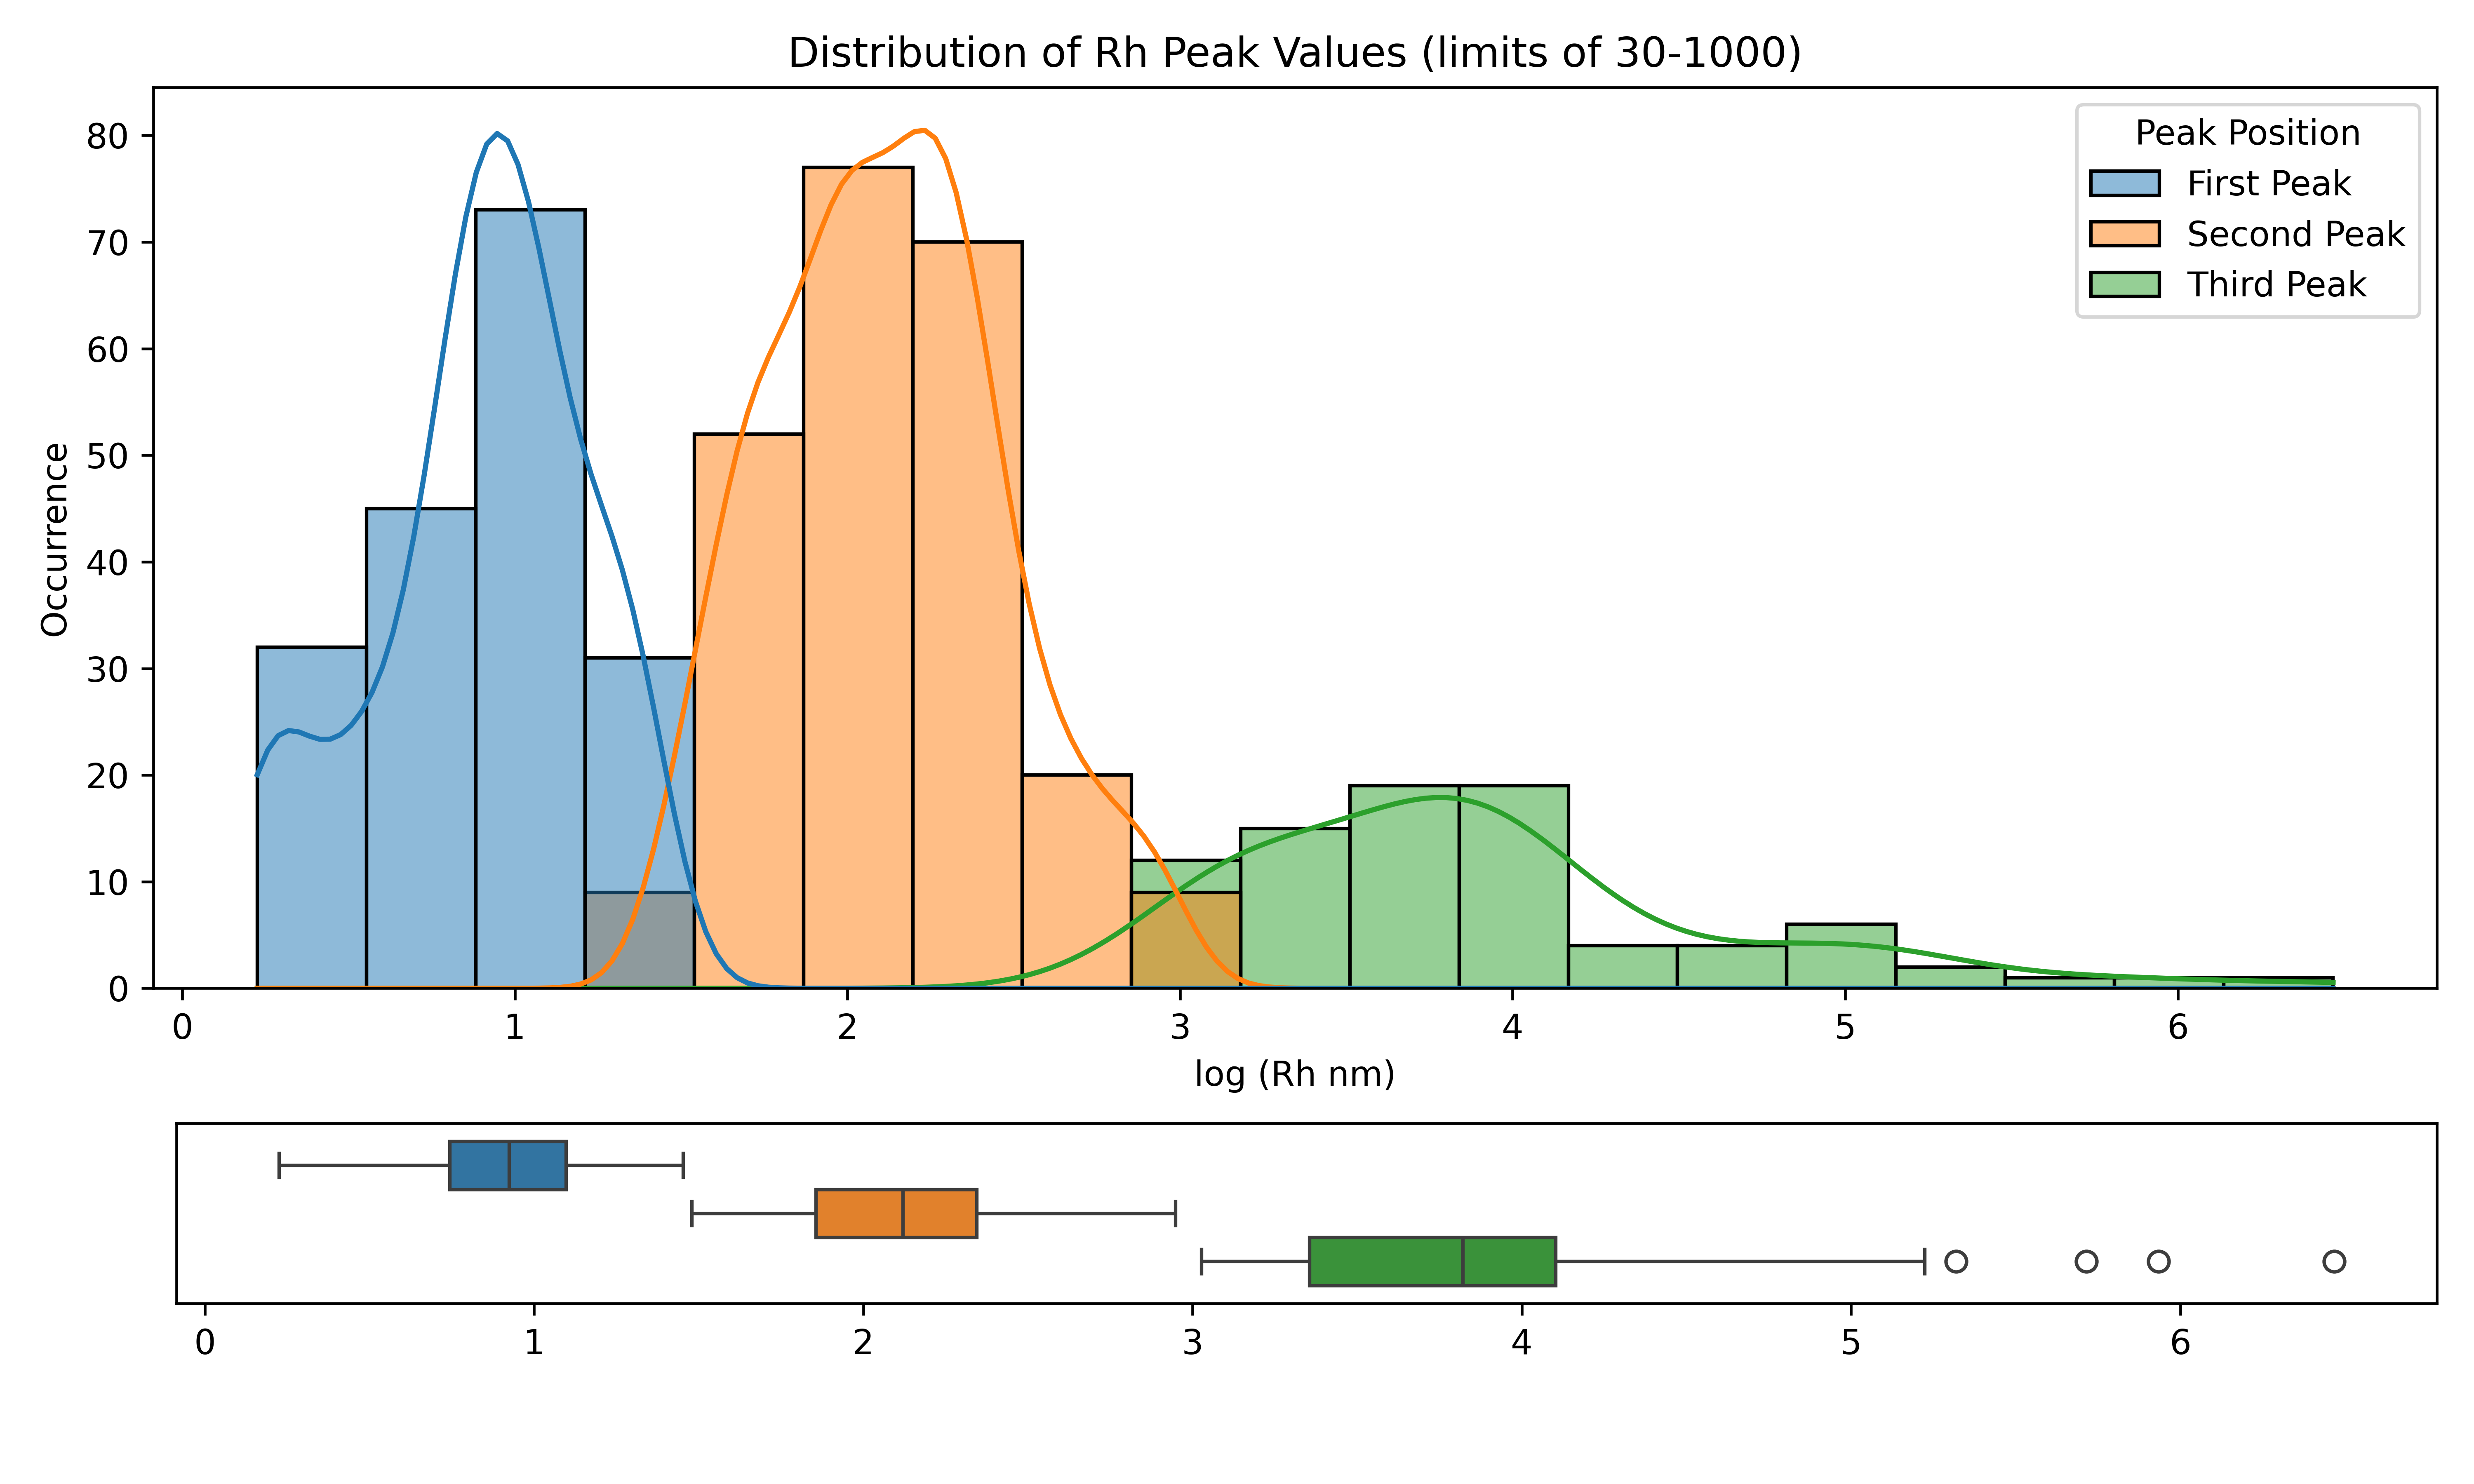 Distribution of Rh Peak Values (limits of 30-1000)
Peak Position
First Peak
Second Peak
Third Peak
Occurrence
80
70
60
50
40
30
20
10
0
0 1 2 3 4 5 6
log (Rh nm)
0 1 2 3 4 5 6